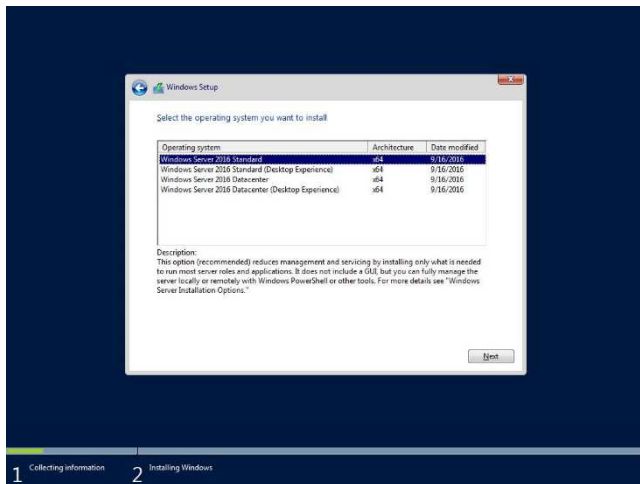 Windows Setup
Select the operating system you want to install
Operating system Architecture Date modified
Windows Server 2016 Standard x64 9/16/2016
Windows Server 2016 Standard (Desktop Experience) x64 9/16/2016
Windows Server 2016 Datacenter x64 9/16/2016
Windows Server 2016 Datacenter (Desktop Experience) x64 9/16/2016
Description:
This option (recommended) reduces management and servicing by installing only what is needed
to run most server roles and applications. It does not include a GUI, but you can fully manage the
server locally or remotely with Windows PowerShell or other tools. For more details see "Windows
Server Installation Options."
Next
1 Collecting information 2 Installing Windows